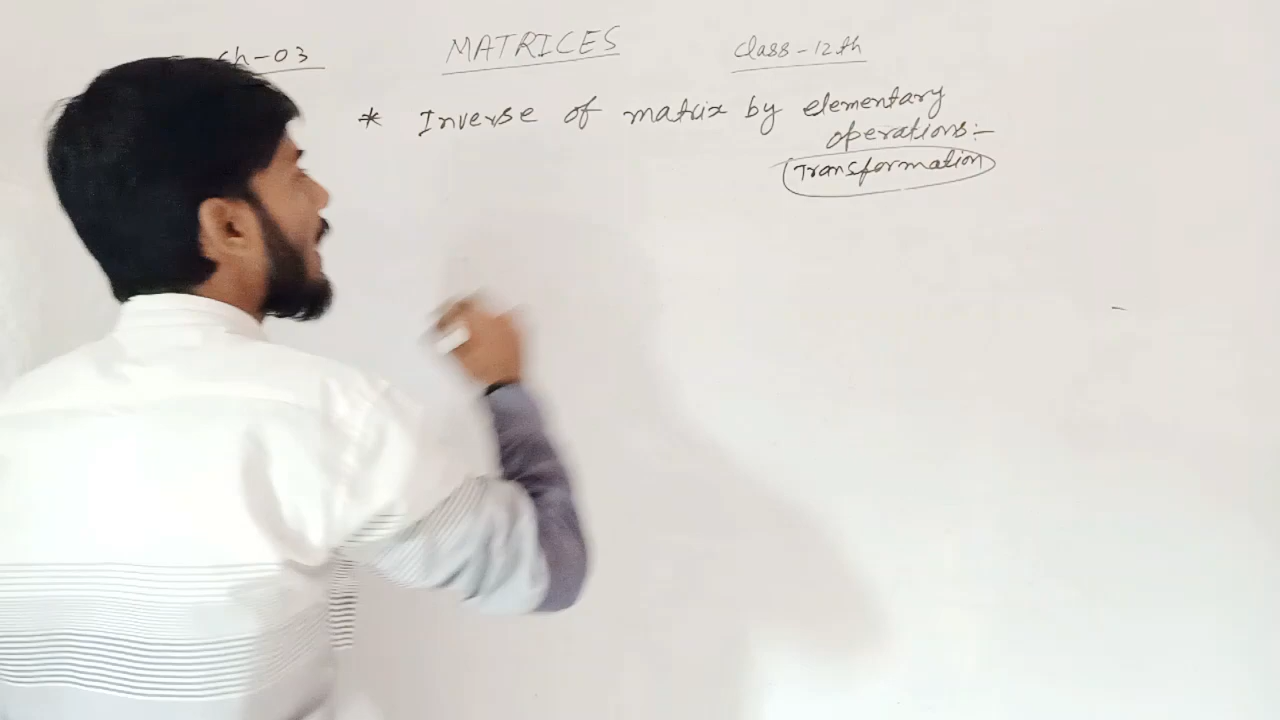 ch-03 MATRICES class-12th
* Inverse of matrix by elementary
operations:-
Transformation